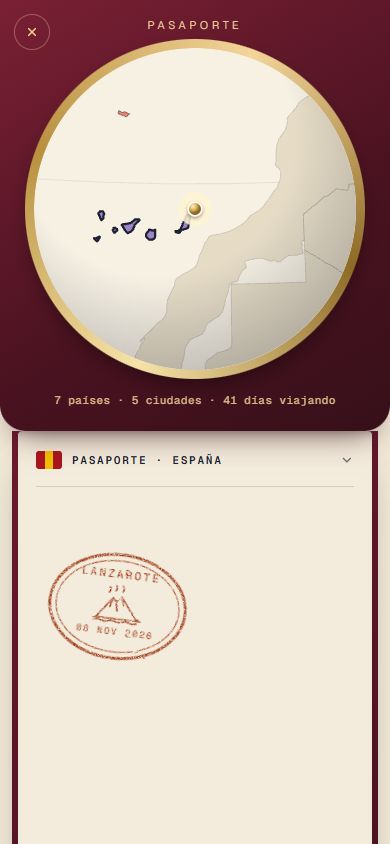 PASAPORTE
7 países · 5 ciudades · 41 días viajando
PASAPORTE · ESPAÑA
LANZAROTE
08 NOV 2026